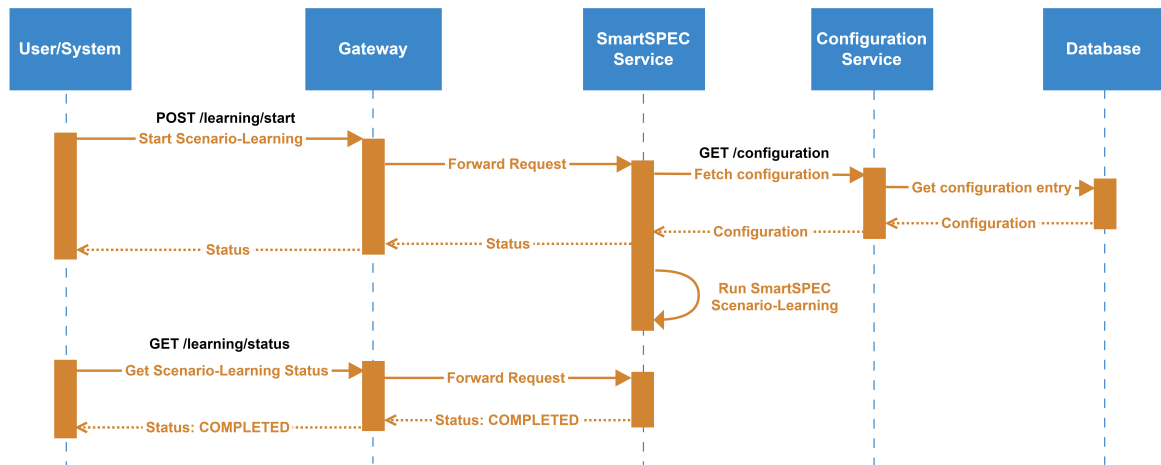 User/System
Gateway
SmartSPEC
Service
Configuration
Service
Database
POST /learning/start
Start Scenario-Learning
Forward Request
GET /configuration
Fetch configuration
Get configuration entry
Configuration
Configuration
Status
Status
Run SmartSPEC
Scenario-Learning
GET /learning/status
Get Scenario-Learning Status
Forward Request
Status: COMPLETED
Status: COMPLETED